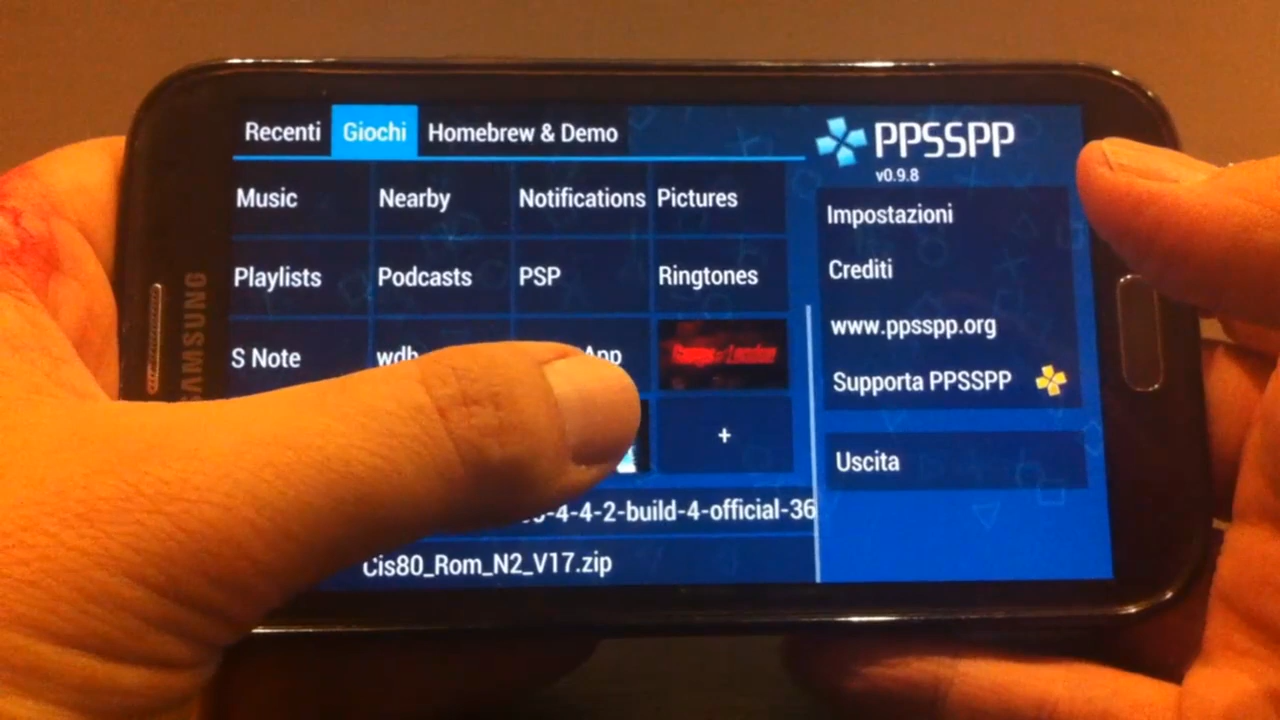 Recenti Giochi Homebrew & Demo
PPSSPP
v0.9.8
Music Nearby Notifications Pictures
Playlists Podcasts PSP Ringtones
S Note App
+
-4-4-2-build-4-official-36
Cis80_Rom_N2_V17.zip
Impostazioni
Crediti
www.ppsspp.org
Supporta PPSSPP
Uscita
SAMSUNG